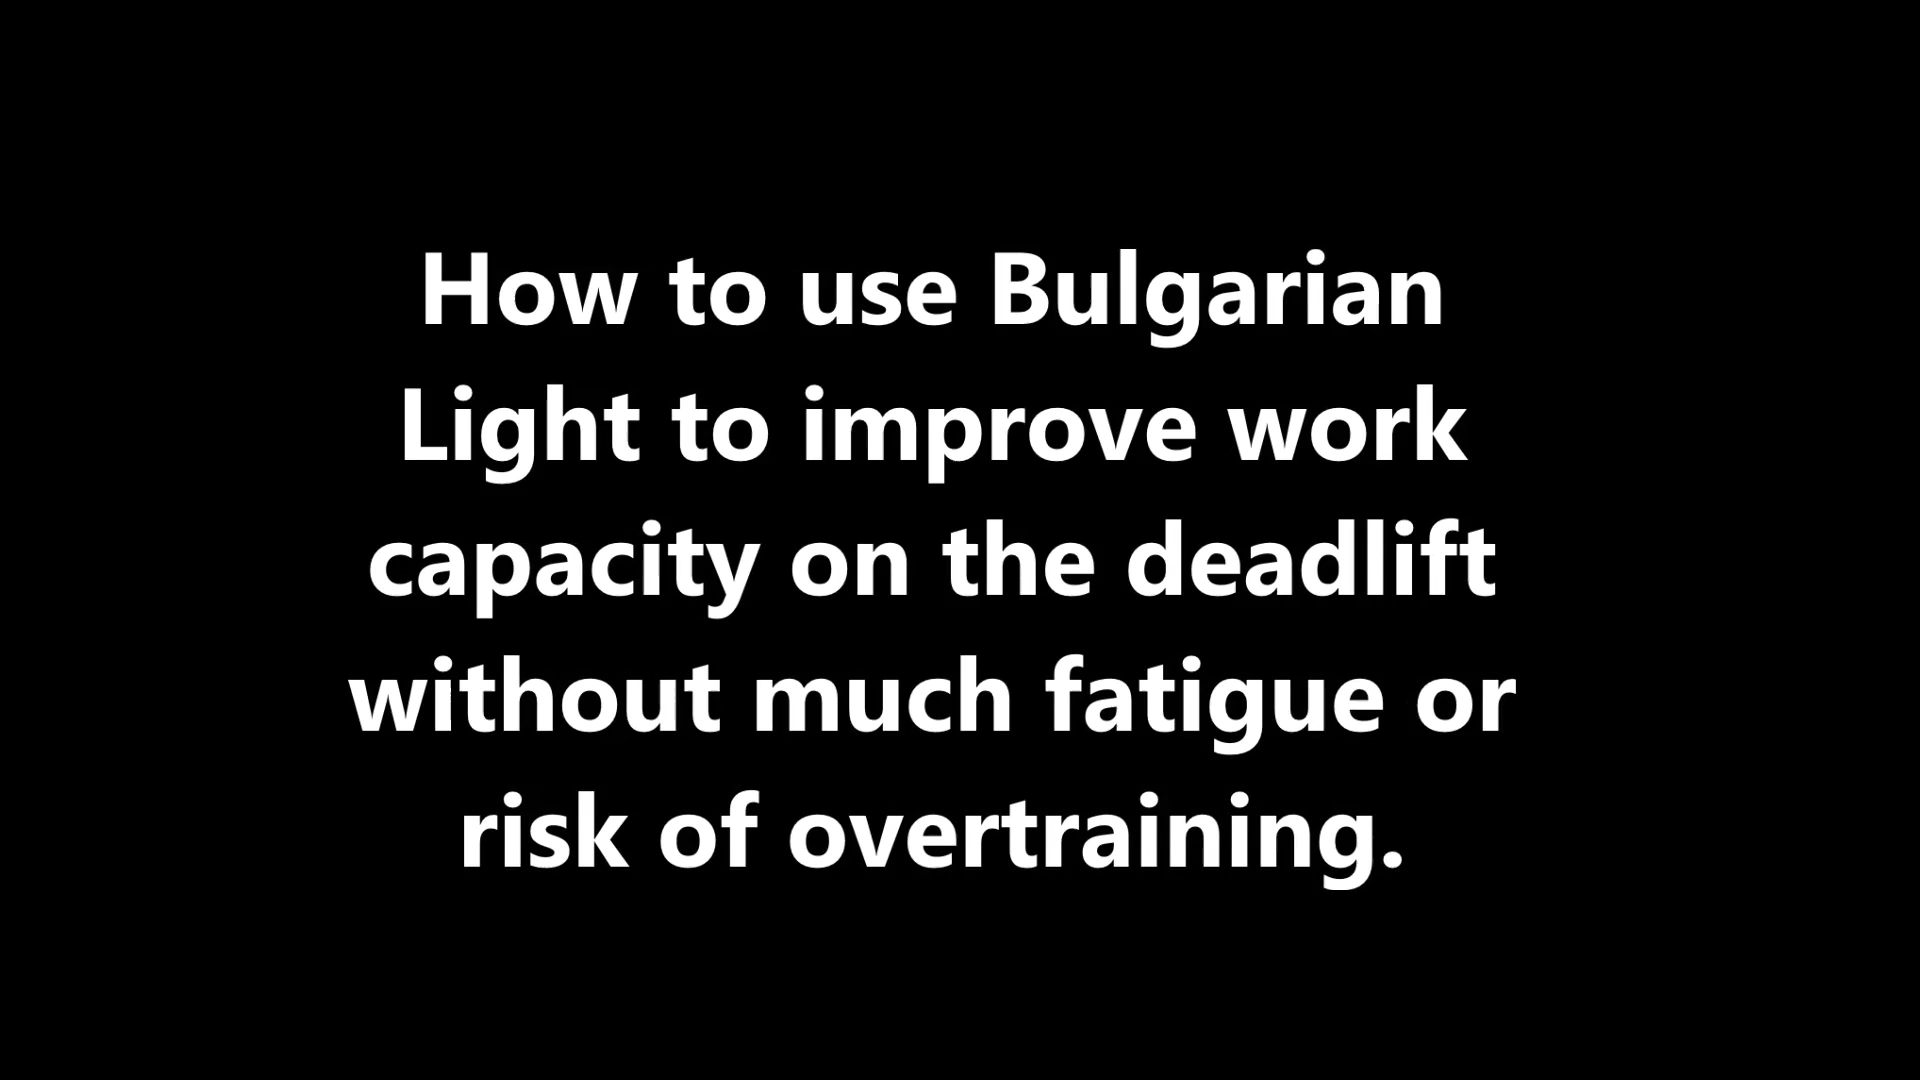 How to use Bulgarian
Light to improve work
capacity on the deadlift
without much fatigue or
risk of overtraining.